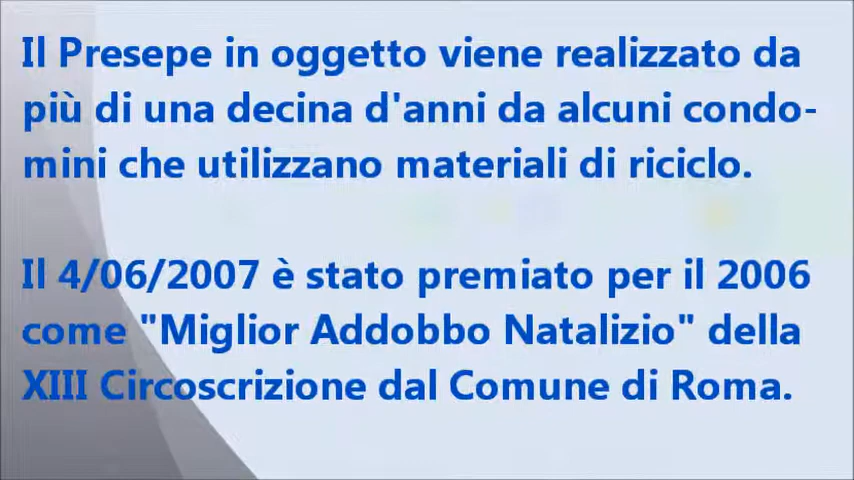 Il Presepe in oggetto viene realizzato da
più di una decina d'anni da alcuni condo-
mini che utilizzano materiali di riciclo.
Il 4/06/2007 è stato premiato per il 2006
come "Miglior Addobbo Natalizio" della
XIII Circoscrizione dal Comune di Roma.